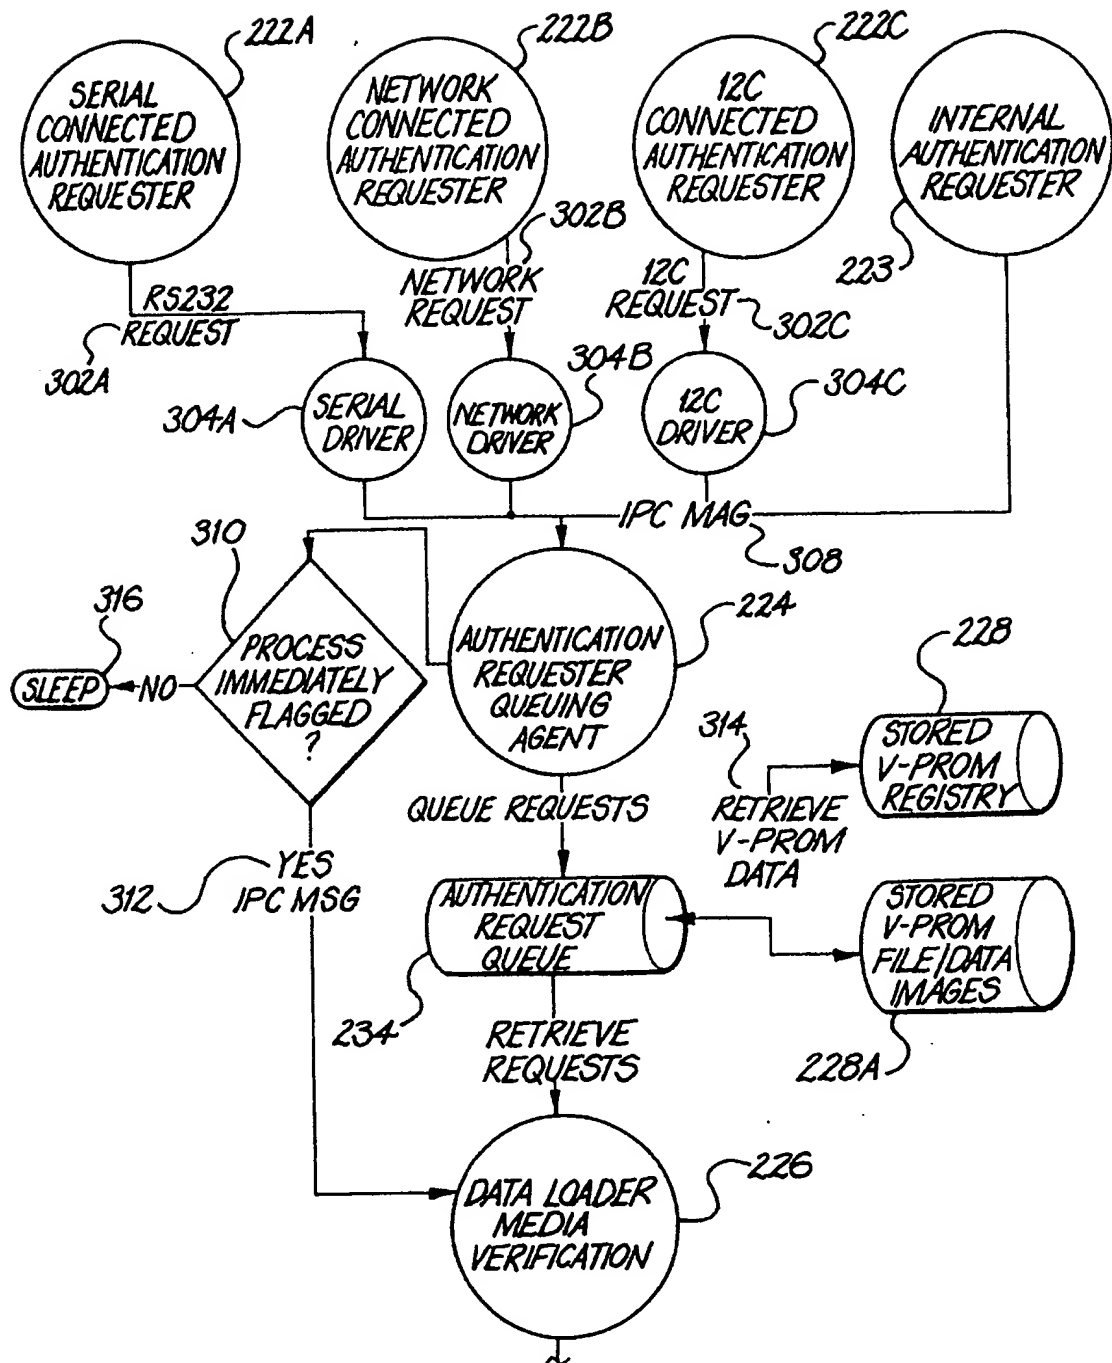 222A
222B
222C
SERIAL
CONNECTED
AUTHENTICATION
REQUESTER
NETWORK
CONNECTED
AUTHENTICATION
REQUESTER
12C
CONNECTED
AUTHENTICATION
REQUESTER
INTERNAL
AUTHENTICATION
REQUESTER
223
RS232
REQUEST
302A
302B
NETWORK
REQUEST
12C
REQUEST
302C
304A
SERIAL
DRIVER
304B
NETWORK
DRIVER
304C
12C
DRIVER
IPC MAG
308
310
316
SLEEP
NO
PROCESS
IMMEDIATELY
FLAGGED
?
AUTHENTICATION
REQUESTER
QUEUING
AGENT
224
228
STORED
V-PROM
REGISTRY
314
RETRIEVE
V-PROM
DATA
QUEUE REQUESTS
312
YES
IPC MSG
AUTHENTICATION
REQUEST
QUEUE
234
STORED
V-PROM
FILE/DATA
IMAGES
228A
RETRIEVE
REQUESTS
226
DATA LOADER
MEDIA
VERIFICATION